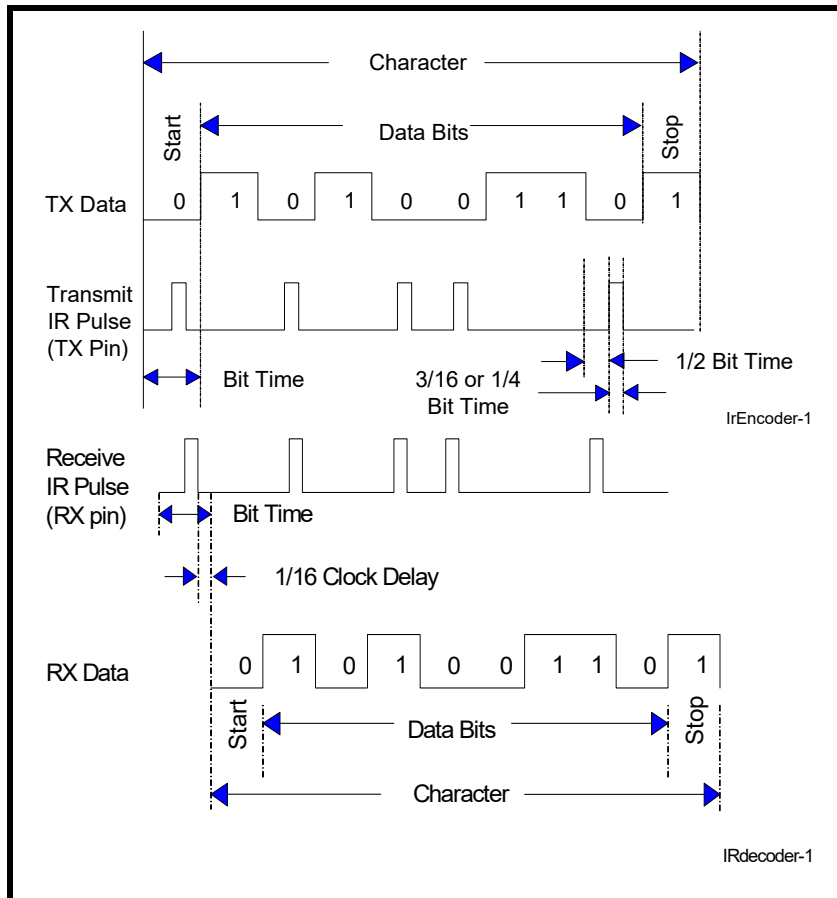 Character
Start
Data Bits
Stop
TX Data
0 1 0 1 0 0 1 1 0 1
Transmit
IR Pulse
(TX Pin)
Bit Time
3/16 or 1/4
Bit Time
1/2 Bit Time
IrEncoder-1
Receive
IR Pulse
(RX pin)
Bit Time
1/16 Clock Delay
RX Data
0 1 0 1 0 0 1 1 0 1
Start
Data Bits
Stop
Character
IRdecoder-1